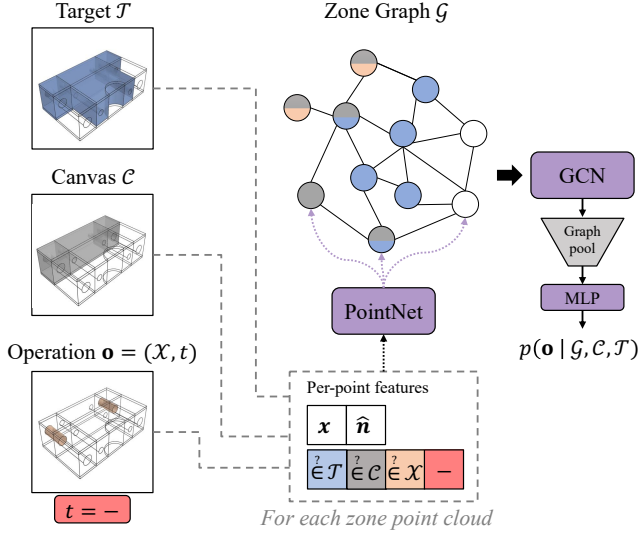 Target 𝒯
Zone Graph 𝒢
Canvas 𝒞
GCN
Graph
pool
MLP
PointNet
p(𝐨 | 𝒢, 𝒞, 𝒯)
Operation 𝐨 = (𝒳, t)
Per-point features
𝒙 n̂
?∈ 𝒯 ?∈ 𝒞 ?∈ 𝒳 −
t = −
For each zone point cloud